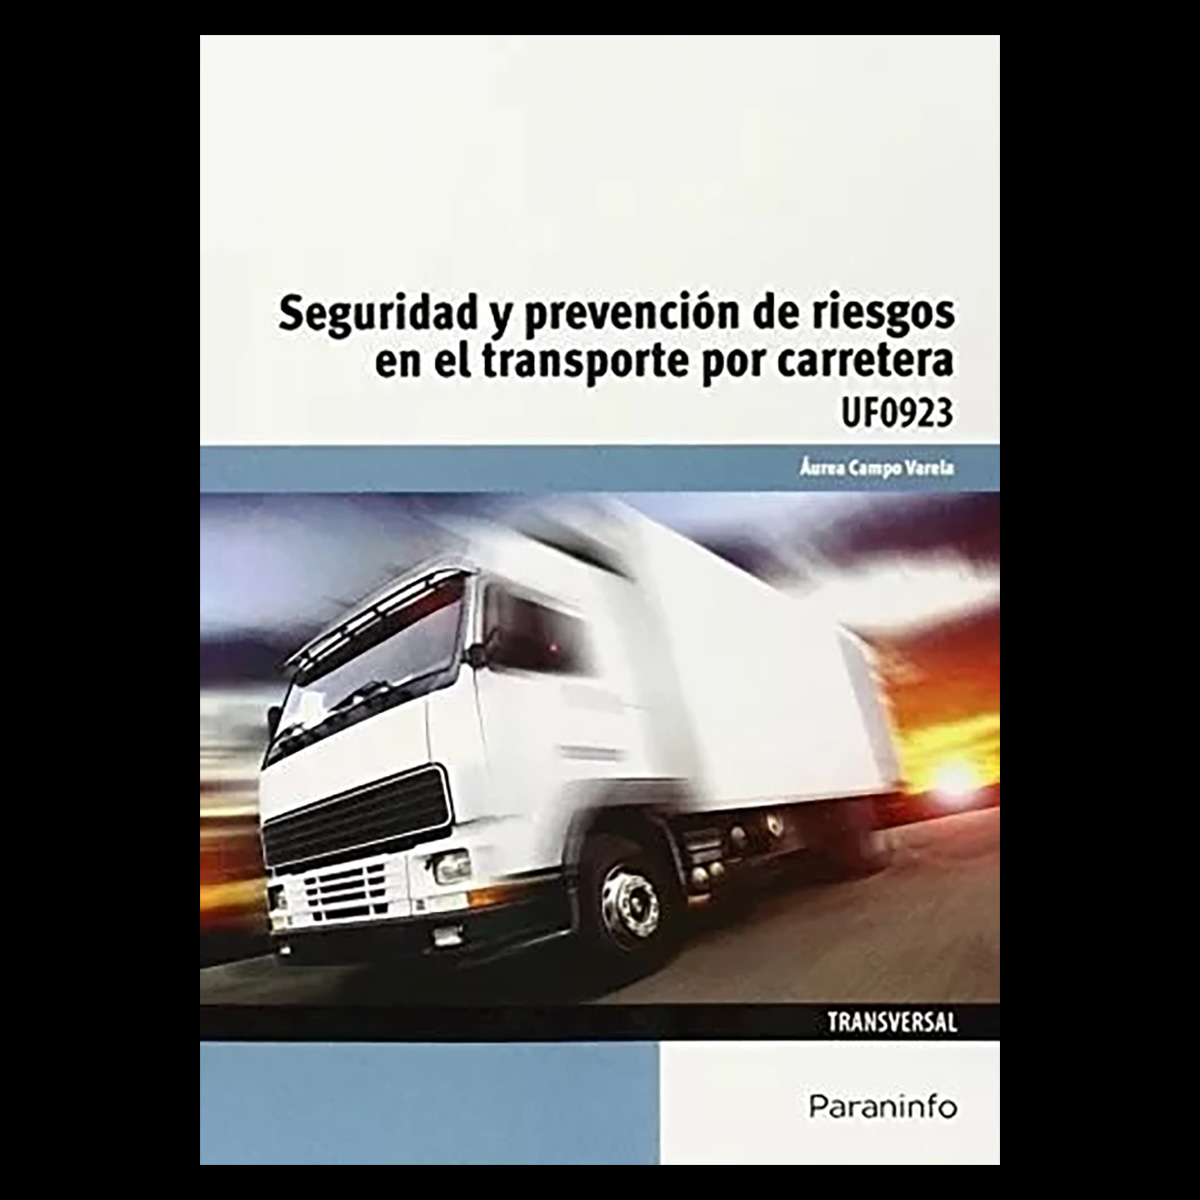 Seguridad y prevención de riesgos
en el transporte por carretera
UF0923
Áurea Campo Varela
TRANSVERSAL
Paraninfo